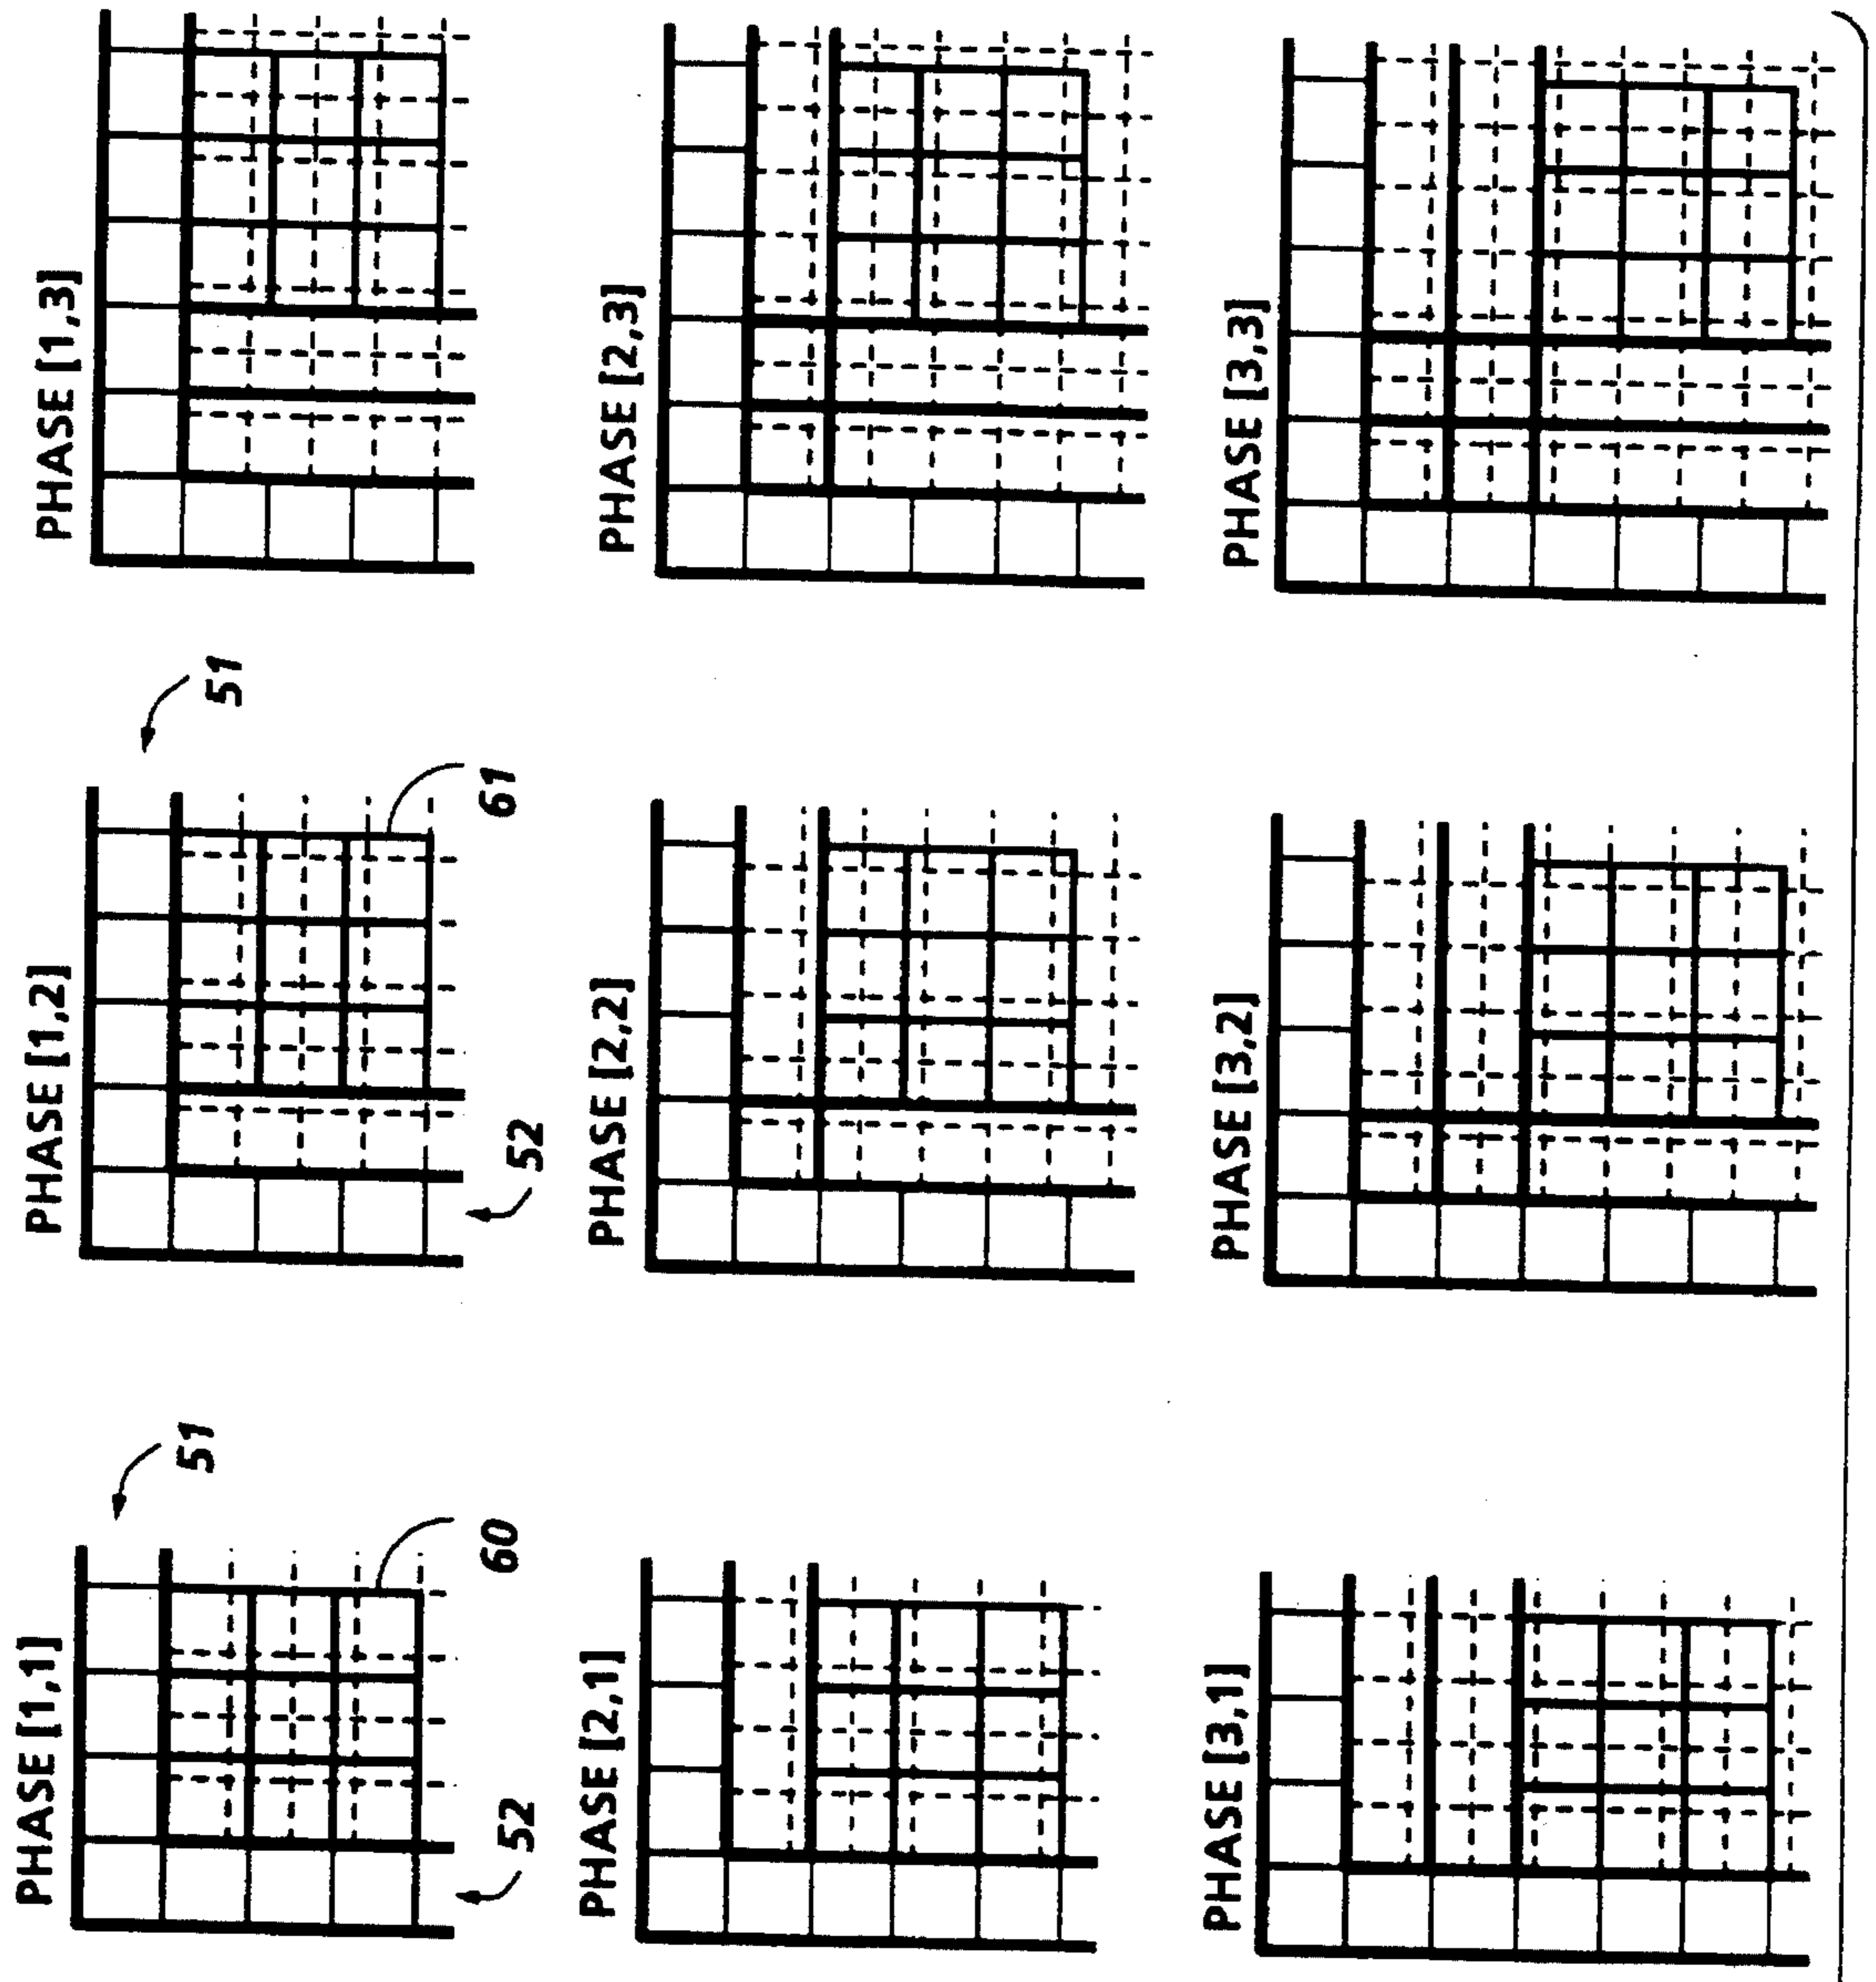 PHASE [1,1]
51
60
52
PHASE [1,2]
51
61
52
PHASE [1,3]
PHASE [2,1]
PHASE [2,2]
PHASE [2,3]
PHASE [3,1]
PHASE [3,2]
PHASE [3,3]